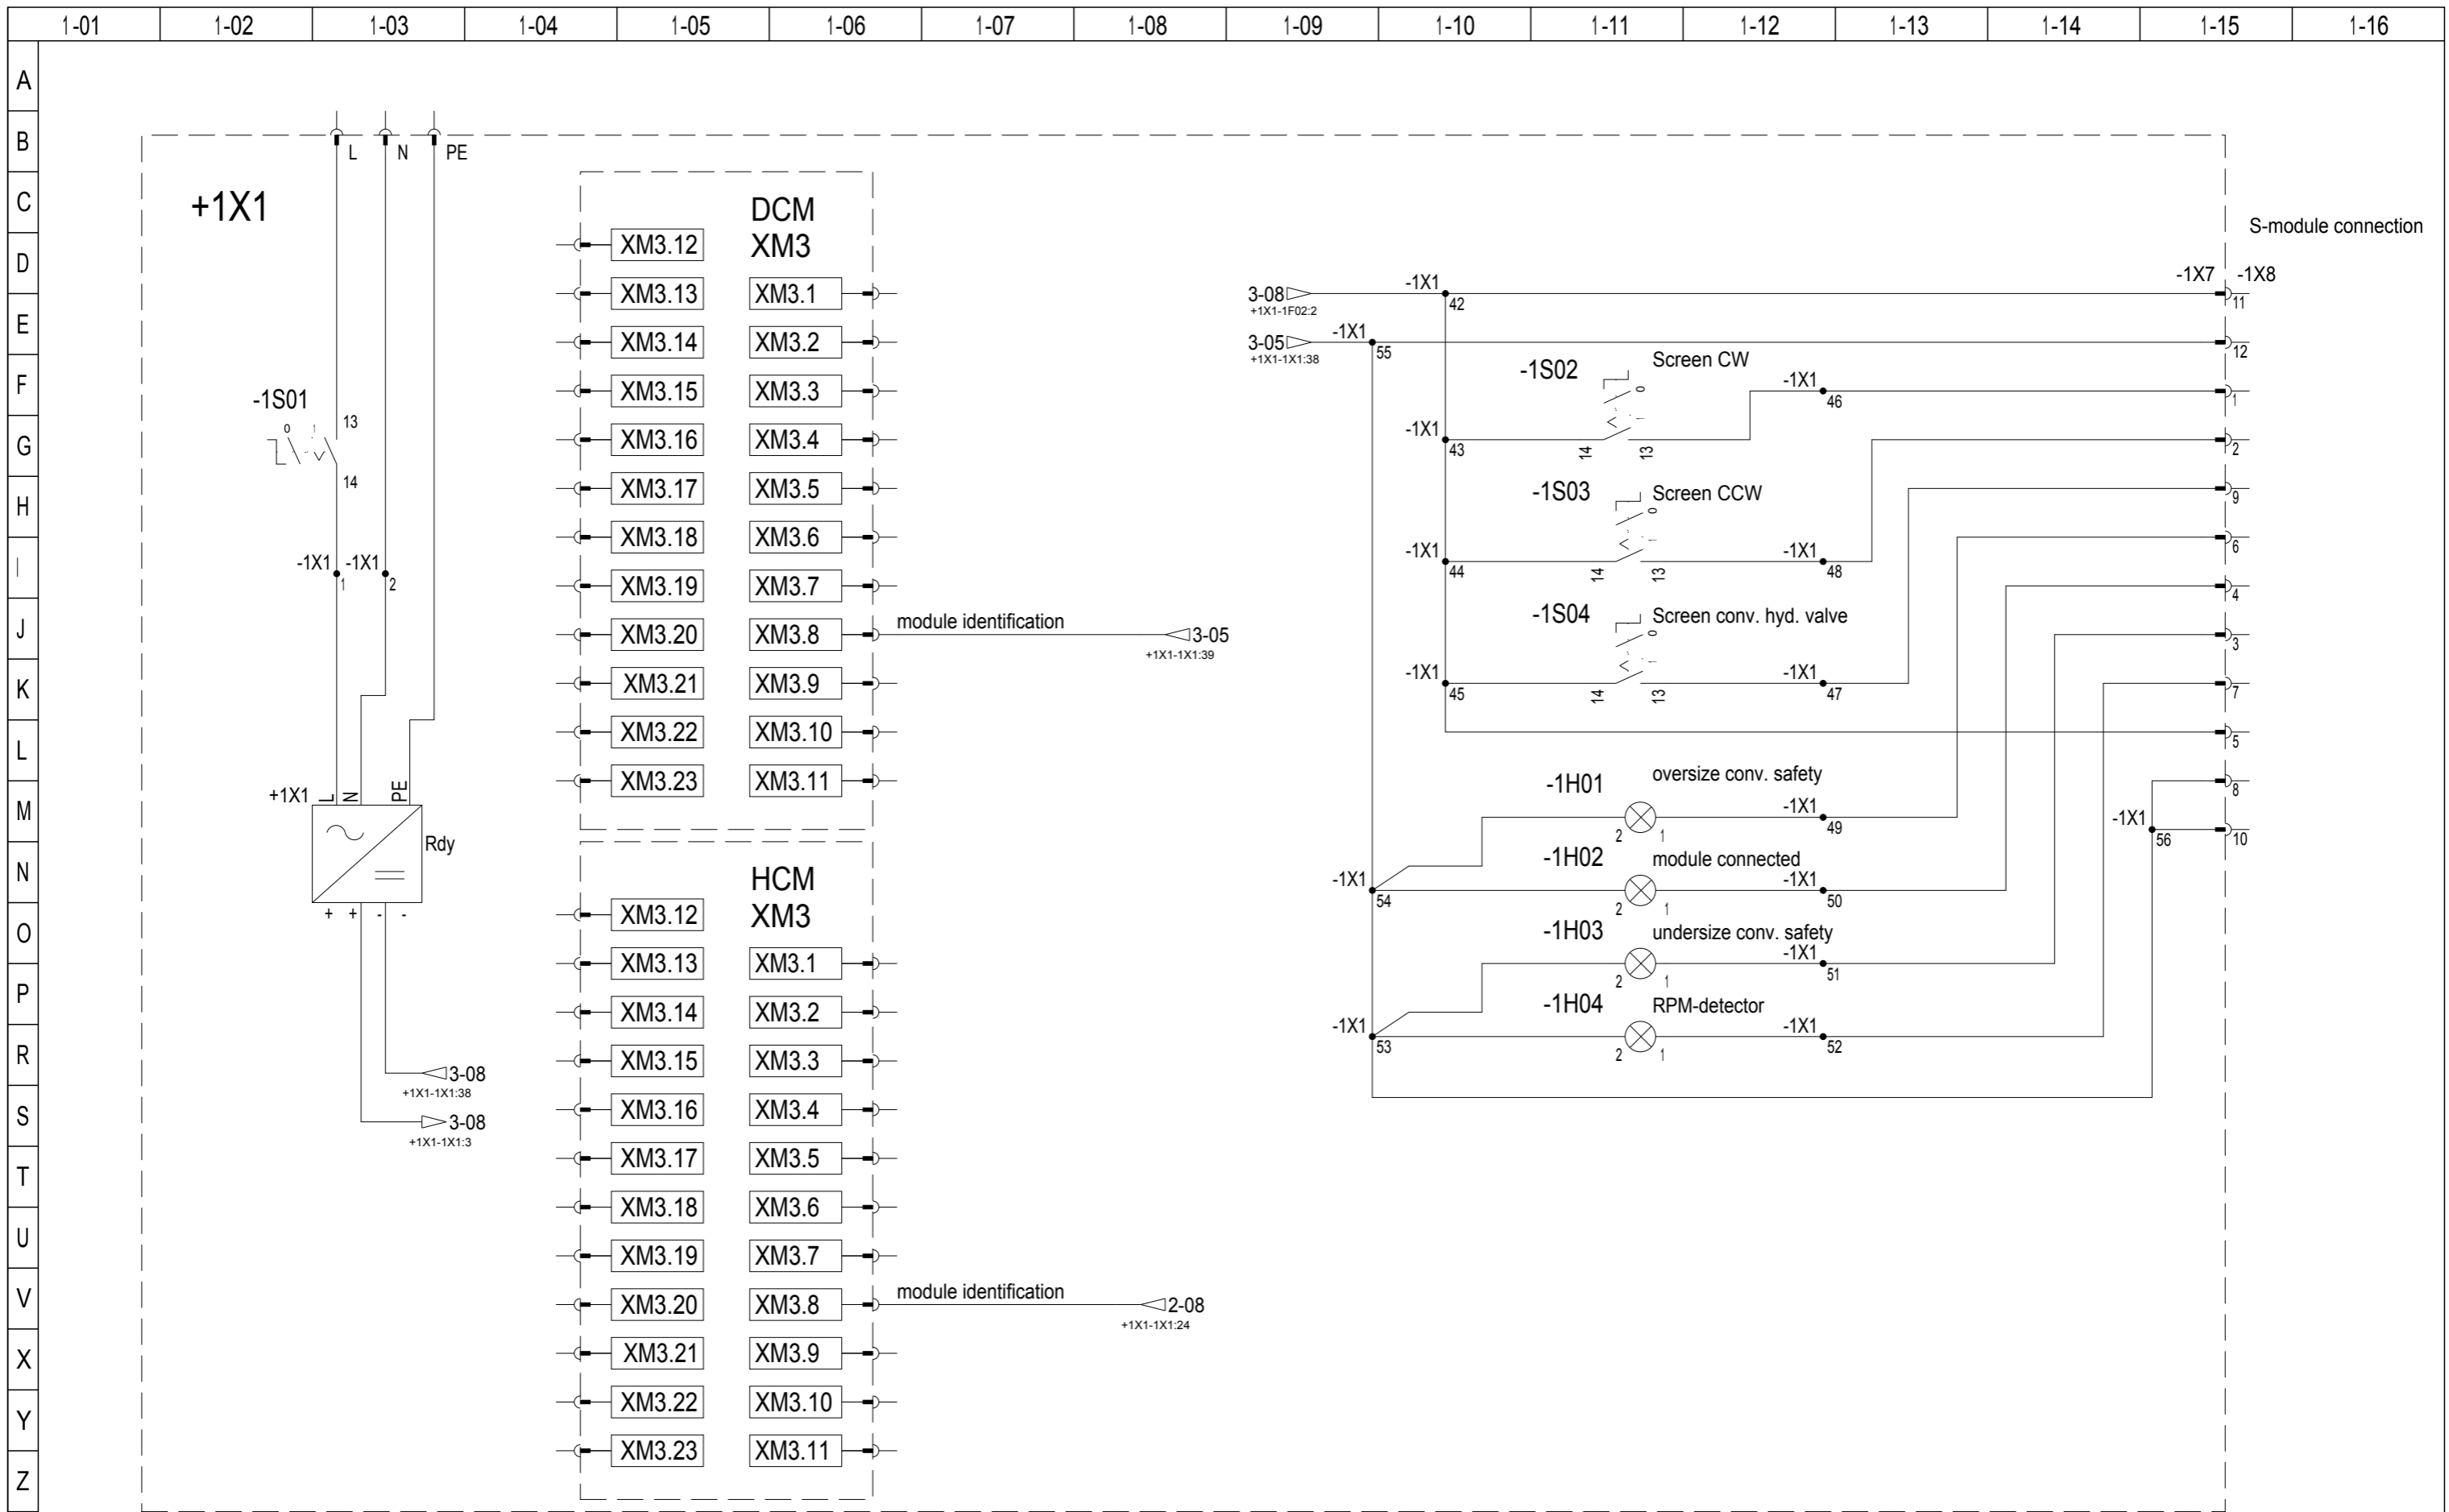 1-01 1-02 1-03 1-04 1-05 1-06 1-07 1-08 1-09 1-10 1-11 1-12 1-13 1-14 1-15 1-16
A
B
C
D
E
F
G
H
I
J
K
L
M
N
O
P
R
S
T
U
V
X
Y
Z
+1X1
L N PE
-1S01
0 1
13
14
-1X1 -1X1
1 2
+1X1 L N PE
Rdy
+ + - -
3-08
+1X1-1X1:38
3-08
+1X1-1X1:3
DCM
XM3
XM3.12
XM3.13 XM3.1
XM3.14 XM3.2
XM3.15 XM3.3
XM3.16 XM3.4
XM3.17 XM3.5
XM3.18 XM3.6
XM3.19 XM3.7
XM3.20 XM3.8
XM3.21 XM3.9
XM3.22 XM3.10
XM3.23 XM3.11
module identification 3-05
+1X1-1X1:39
HCM
XM3
XM3.12
XM3.13 XM3.1
XM3.14 XM3.2
XM3.15 XM3.3
XM3.16 XM3.4
XM3.17 XM3.5
XM3.18 XM3.6
XM3.19 XM3.7
XM3.20 XM3.8
XM3.21 XM3.9
XM3.22 XM3.10
XM3.23 XM3.11
module identification 2-08
+1X1-1X1:24
S-module connection
-1X7 -1X8
3-08 -1X1
+1X1-1F02:2
42 11
3-05 -1X1
+1X1-1X1:38
55 12
-1S02 Screen CW
0 1
-1X1 46 1
-1X1 43 14 13 2
-1S03 Screen CCW
0 1
9
6
-1X1 44 14 13 -1X1 48
4
-1S04 Screen conv. hyd. valve
0 1
3
-1X1 45 14 13 -1X1 47 7
5
-1H01 oversize conv. safety
8
2 1 -1X1 49
-1X1 56 10
-1H02 module connected
-1X1 54 2 1 -1X1 50
-1H03 undersize conv. safety
2 1 -1X1 51
-1H04 RPM-detector
-1X1 53 2 1 -1X1 52